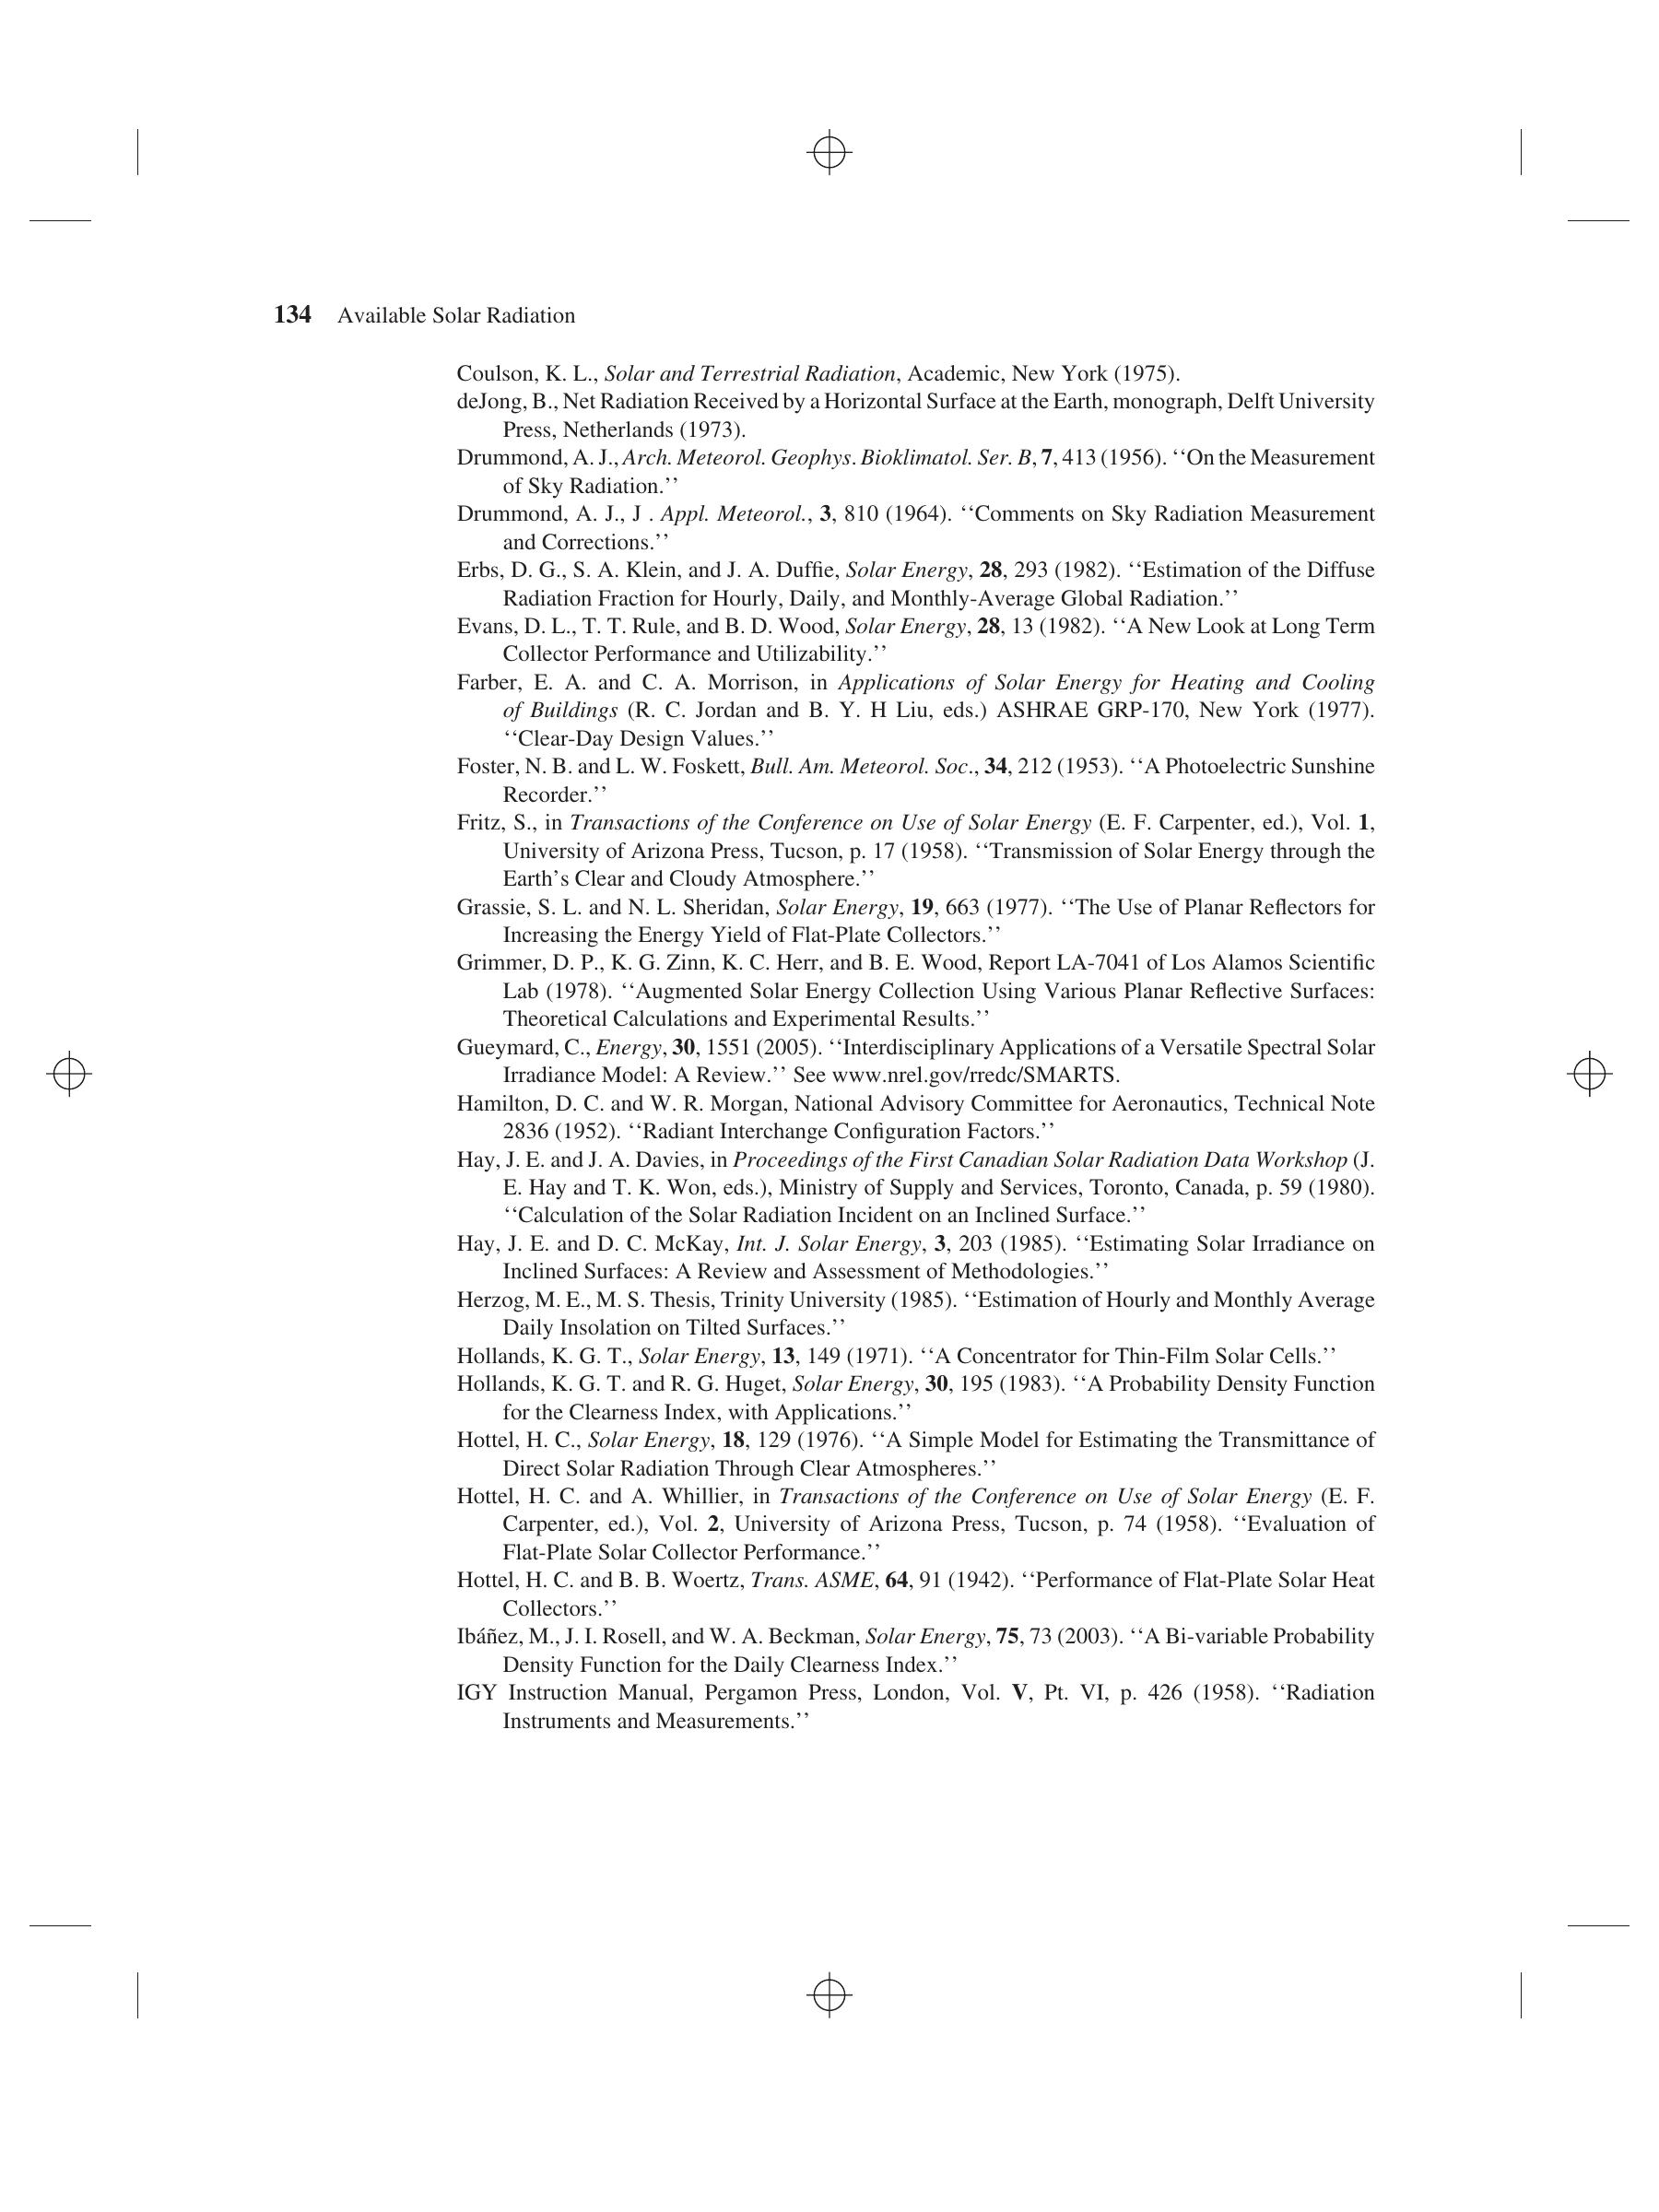 134 Available Solar Radiation
Coulson, K. L., Solar and Terrestrial Radiation, Academic, New York (1975).
deJong, B., Net Radiation Received by a Horizontal Surface at the Earth, monograph, Delft University
Press, Netherlands (1973).
Drummond, A. J., Arch. Meteorol. Geophys. Bioklimatol. Ser. B, 7, 413 (1956). ‘‘On the Measurement
of Sky Radiation.’’
Drummond, A. J., J . Appl. Meteorol., 3, 810 (1964). ‘‘Comments on Sky Radiation Measurement
and Corrections.’’
Erbs, D. G., S. A. Klein, and J. A. Duffie, Solar Energy, 28, 293 (1982). ‘‘Estimation of the Diffuse
Radiation Fraction for Hourly, Daily, and Monthly-Average Global Radiation.’’
Evans, D. L., T. T. Rule, and B. D. Wood, Solar Energy, 28, 13 (1982). ‘‘A New Look at Long Term
Collector Performance and Utilizability.’’
Farber, E. A. and C. A. Morrison, in Applications of Solar Energy for Heating and Cooling
of Buildings (R. C. Jordan and B. Y. H Liu, eds.) ASHRAE GRP-170, New York (1977).
‘‘Clear-Day Design Values.’’
Foster, N. B. and L. W. Foskett, Bull. Am. Meteorol. Soc., 34, 212 (1953). ‘‘A Photoelectric Sunshine
Recorder.’’
Fritz, S., in Transactions of the Conference on Use of Solar Energy (E. F. Carpenter, ed.), Vol. 1,
University of Arizona Press, Tucson, p. 17 (1958). ‘‘Transmission of Solar Energy through the
Earth’s Clear and Cloudy Atmosphere.’’
Grassie, S. L. and N. L. Sheridan, Solar Energy, 19, 663 (1977). ‘‘The Use of Planar Reflectors for
Increasing the Energy Yield of Flat-Plate Collectors.’’
Grimmer, D. P., K. G. Zinn, K. C. Herr, and B. E. Wood, Report LA-7041 of Los Alamos Scientific
Lab (1978). ‘‘Augmented Solar Energy Collection Using Various Planar Reflective Surfaces:
Theoretical Calculations and Experimental Results.’’
Gueymard, C., Energy, 30, 1551 (2005). ‘‘Interdisciplinary Applications of a Versatile Spectral Solar
Irradiance Model: A Review.’’ See www.nrel.gov/rredc/SMARTS.
Hamilton, D. C. and W. R. Morgan, National Advisory Committee for Aeronautics, Technical Note
2836 (1952). ‘‘Radiant Interchange Configuration Factors.’’
Hay, J. E. and J. A. Davies, in Proceedings of the First Canadian Solar Radiation Data Workshop (J.
E. Hay and T. K. Won, eds.), Ministry of Supply and Services, Toronto, Canada, p. 59 (1980).
‘‘Calculation of the Solar Radiation Incident on an Inclined Surface.’’
Hay, J. E. and D. C. McKay, Int. J. Solar Energy, 3, 203 (1985). ‘‘Estimating Solar Irradiance on
Inclined Surfaces: A Review and Assessment of Methodologies.’’
Herzog, M. E., M. S. Thesis, Trinity University (1985). ‘‘Estimation of Hourly and Monthly Average
Daily Insolation on Tilted Surfaces.’’
Hollands, K. G. T., Solar Energy, 13, 149 (1971). ‘‘A Concentrator for Thin-Film Solar Cells.’’
Hollands, K. G. T. and R. G. Huget, Solar Energy, 30, 195 (1983). ‘‘A Probability Density Function
for the Clearness Index, with Applications.’’
Hottel, H. C., Solar Energy, 18, 129 (1976). ‘‘A Simple Model for Estimating the Transmittance of
Direct Solar Radiation Through Clear Atmospheres.’’
Hottel, H. C. and A. Whillier, in Transactions of the Conference on Use of Solar Energy (E. F.
Carpenter, ed.), Vol. 2, University of Arizona Press, Tucson, p. 74 (1958). ‘‘Evaluation of
Flat-Plate Solar Collector Performance.’’
Hottel, H. C. and B. B. Woertz, Trans. ASME, 64, 91 (1942). ‘‘Performance of Flat-Plate Solar Heat
Collectors.’’
Ibáñez, M., J. I. Rosell, and W. A. Beckman, Solar Energy, 75, 73 (2003). ‘‘A Bi-variable Probability
Density Function for the Daily Clearness Index.’’
IGY Instruction Manual, Pergamon Press, London, Vol. V, Pt. VI, p. 426 (1958). ‘‘Radiation
Instruments and Measurements.’’